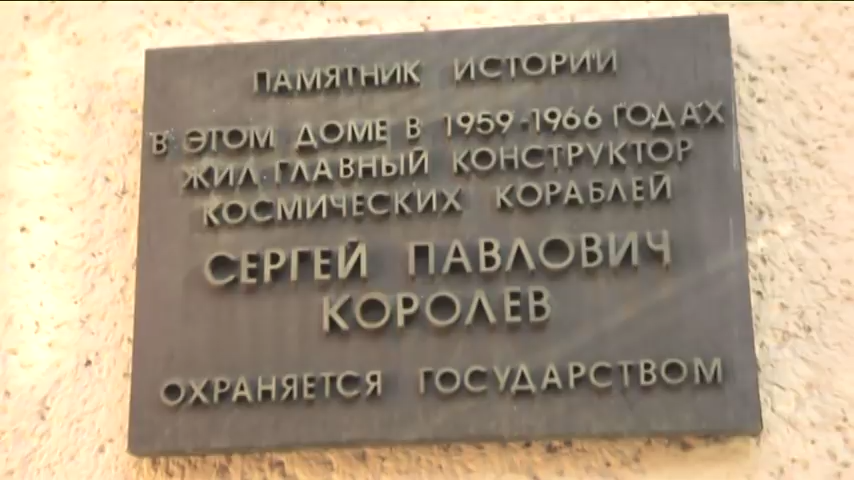 ПАМЯТНИК ИСТОРИИ
В ЭТОМ ДОМЕ В 1959-1966 ГОДАХ
ЖИЛ ГЛАВНЫЙ КОНСТРУКТОР
КОСМИЧЕСКИХ КОРАБЛЕЙ
СЕРГЕЙ ПАВЛОВИЧ
КОРОЛЕВ
ОХРАНЯЕТСЯ ГОСУДАРСТВОМ